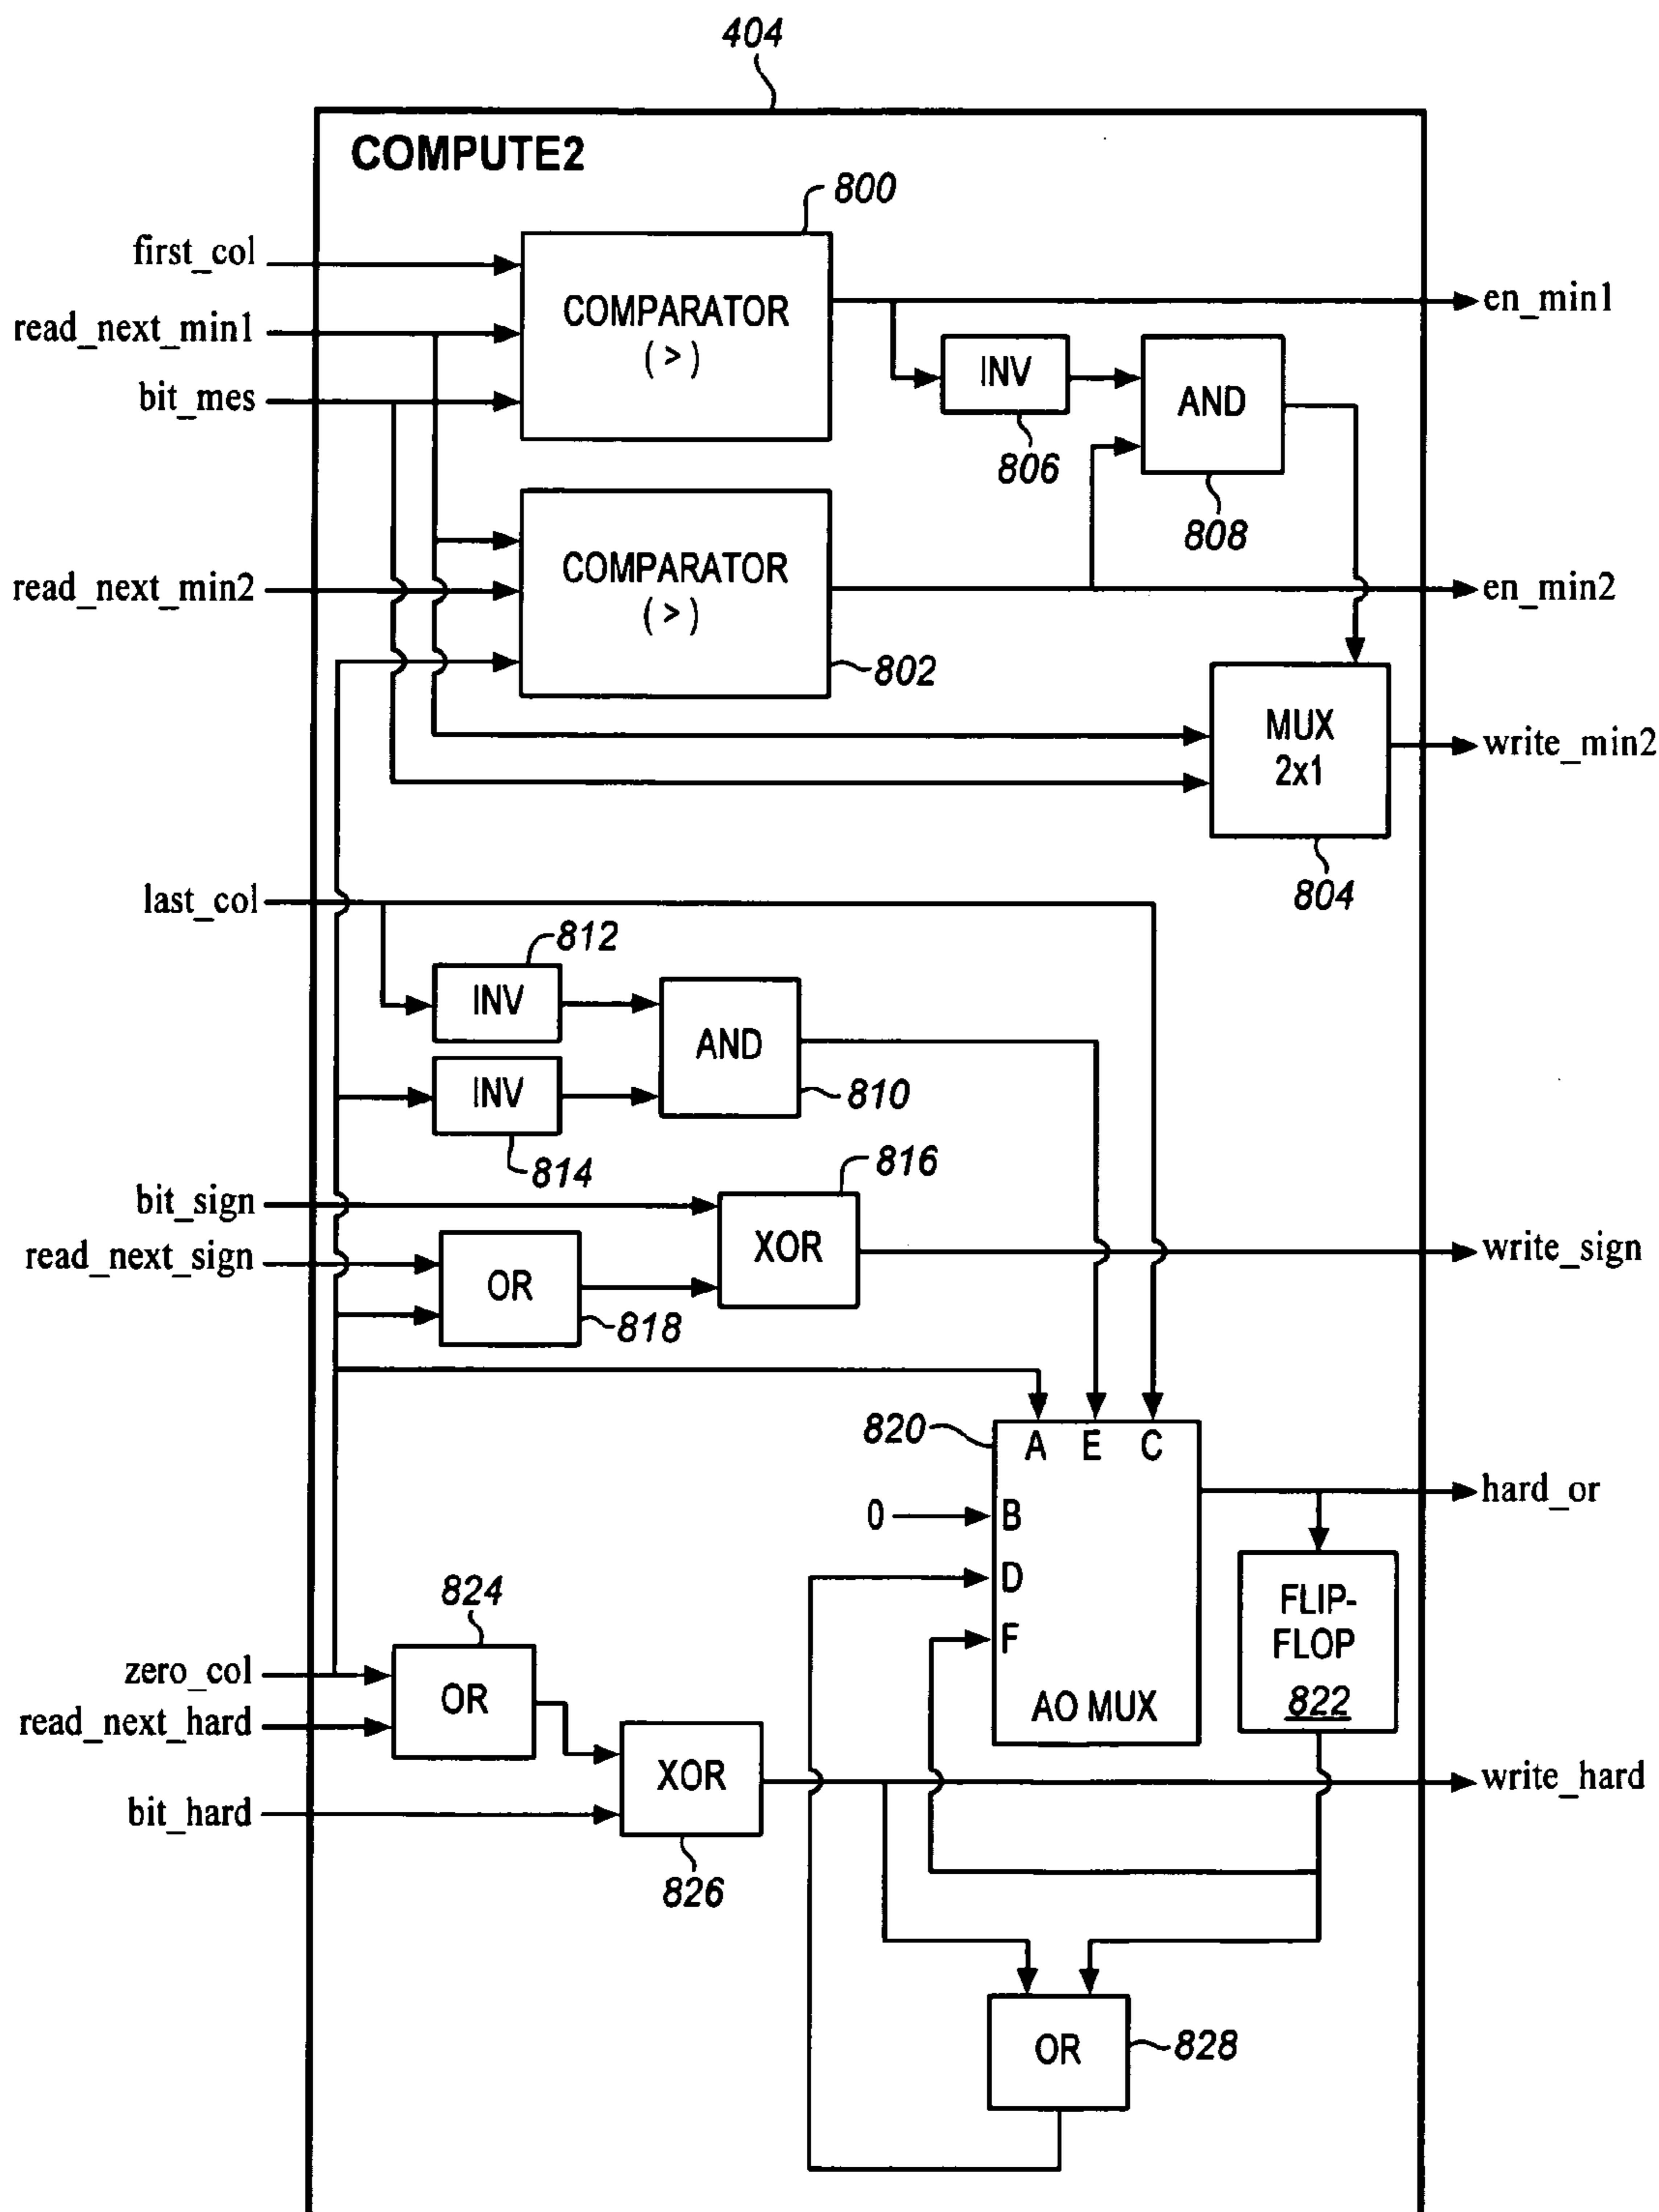 404
COMPUTE2
800
first_col
COMPARATOR
( > )
en_min1
read_next_min1
INV
AND
bit_mes
806
808
COMPARATOR
( > )
read_next_min2
en_min2
802
MUX
2x1
write_min2
804
last_col
812
INV
AND
INV
810
814
816
bit_sign
XOR
read_next_sign
write_sign
OR
818
820
A E C
hard_or
0
B
D
F
824
FLIP-
FLOP
822
zero_col
OR
AO MUX
read_next_hard
XOR
write_hard
bit_hard
826
OR
828